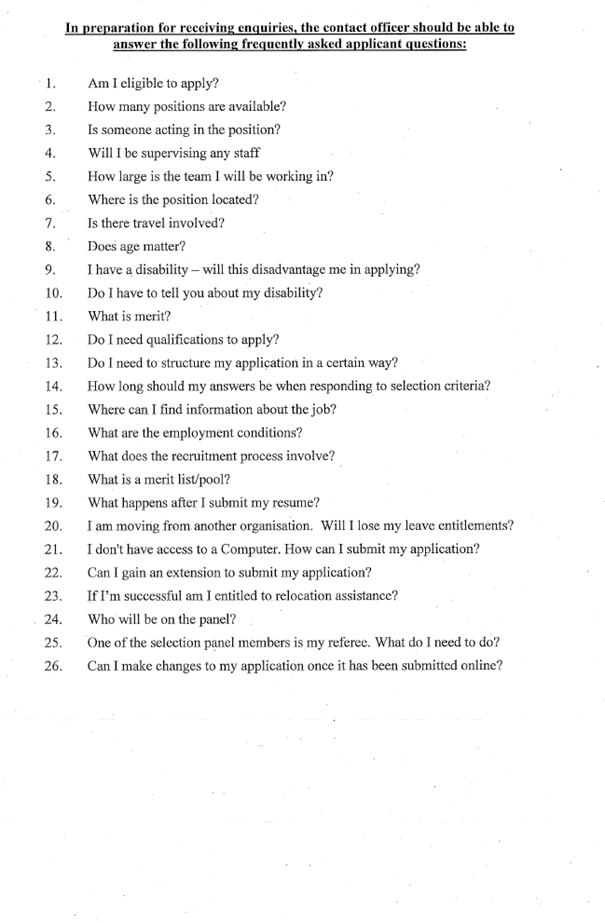 In preparation for receiving enquiries, the contact officer should be able to
answer the following frequently asked applicant questions:
1. Am I eligible to apply?
2. How many positions are available?
3. Is someone acting in the position?
4. Will I be supervising any staff
5. How large is the team I will be working in?
6. Where is the position located?
7. Is there travel involved?
8. Does age matter?
9. I have a disability – will this disadvantage me in applying?
10. Do I have to tell you about my disability?
11. What is merit?
12. Do I need qualifications to apply?
13. Do I need to structure my application in a certain way?
14. How long should my answers be when responding to selection criteria?
15. Where can I find information about the job?
16. What are the employment conditions?
17. What does the recruitment process involve?
18. What is a merit list/pool?
19. What happens after I submit my resume?
20. I am moving from another organisation. Will I lose my leave entitlements?
21. I don't have access to a Computer. How can I submit my application?
22. Can I gain an extension to submit my application?
23. If I'm successful am I entitled to relocation assistance?
24. Who will be on the panel?
25. One of the selection panel members is my referee. What do I need to do?
26. Can I make changes to my application once it has been submitted online?